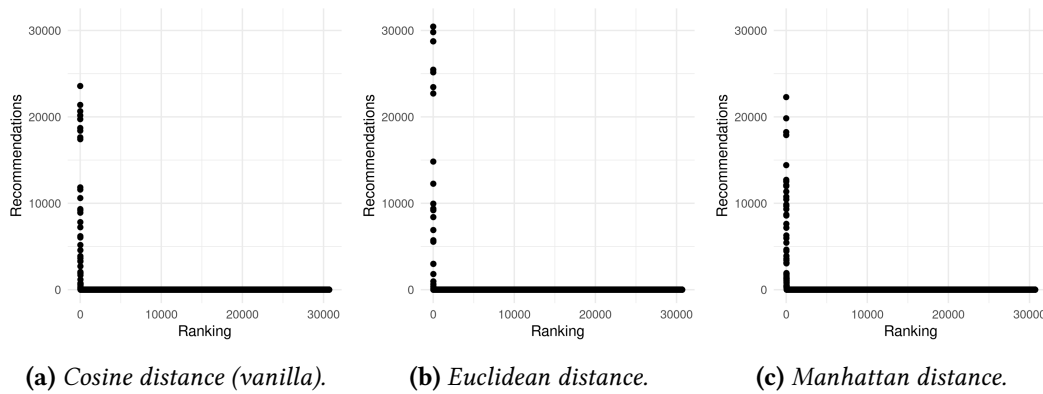 30000
20000
10000
0
Recommendations
0 10000 20000 30000
Ranking
(a) Cosine distance (vanilla).
30000
20000
10000
0
Recommendations
0 10000 20000 30000
Ranking
(b) Euclidean distance.
30000
20000
10000
0
Recommendations
0 10000 20000 30000
Ranking
(c) Manhattan distance.